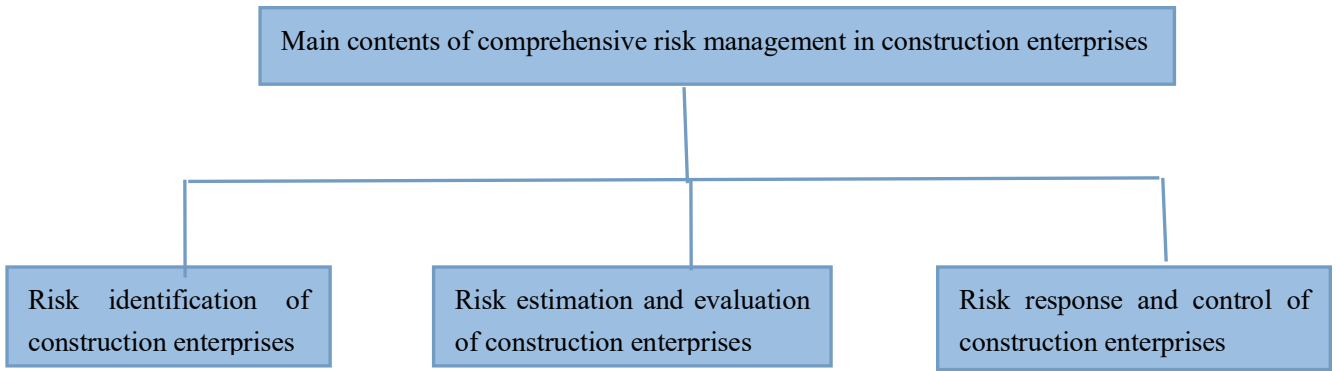 Main contents of comprehensive risk management in construction enterprises
Risk identification of
construction enterprises
Risk estimation and evaluation
of construction enterprises
Risk response and control of
construction enterprises